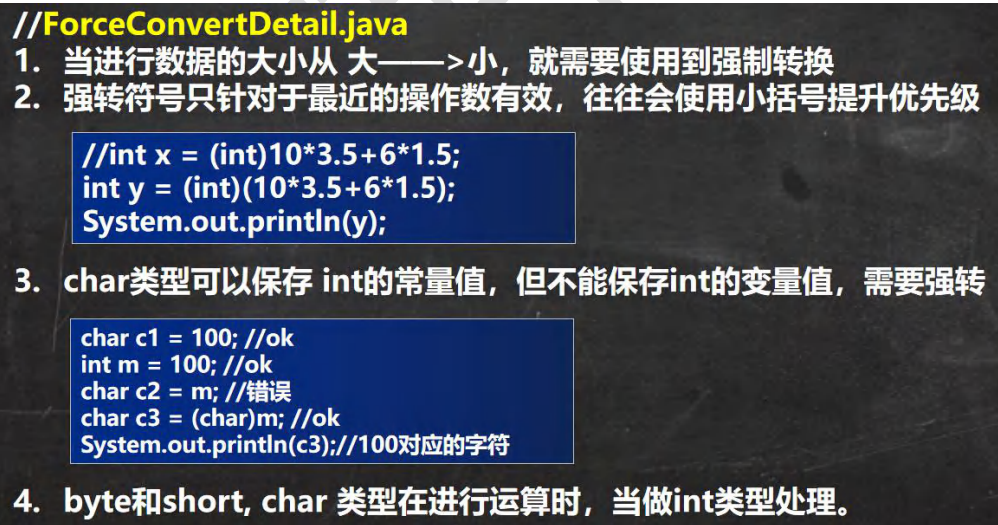 //ForceConvertDetail.java
1. 当进行数据的大小从 大——>小，就需要使用到强制转换
2. 强转符号只针对于最近的操作数有效，往往会使用小括号提升优先级
//int x = (int)10*3.5+6*1.5;
int y = (int)(10*3.5+6*1.5);
System.out.println(y);
3. char类型可以保存 int的常量值，但不能保存int的变量值，需要强转
char c1 = 100; //ok
int m = 100; //ok
char c2 = m; //错误
char c3 = (char)m; //ok
System.out.println(c3);//100对应的字符
4. byte和short, char 类型在进行运算时，当做int类型处理。